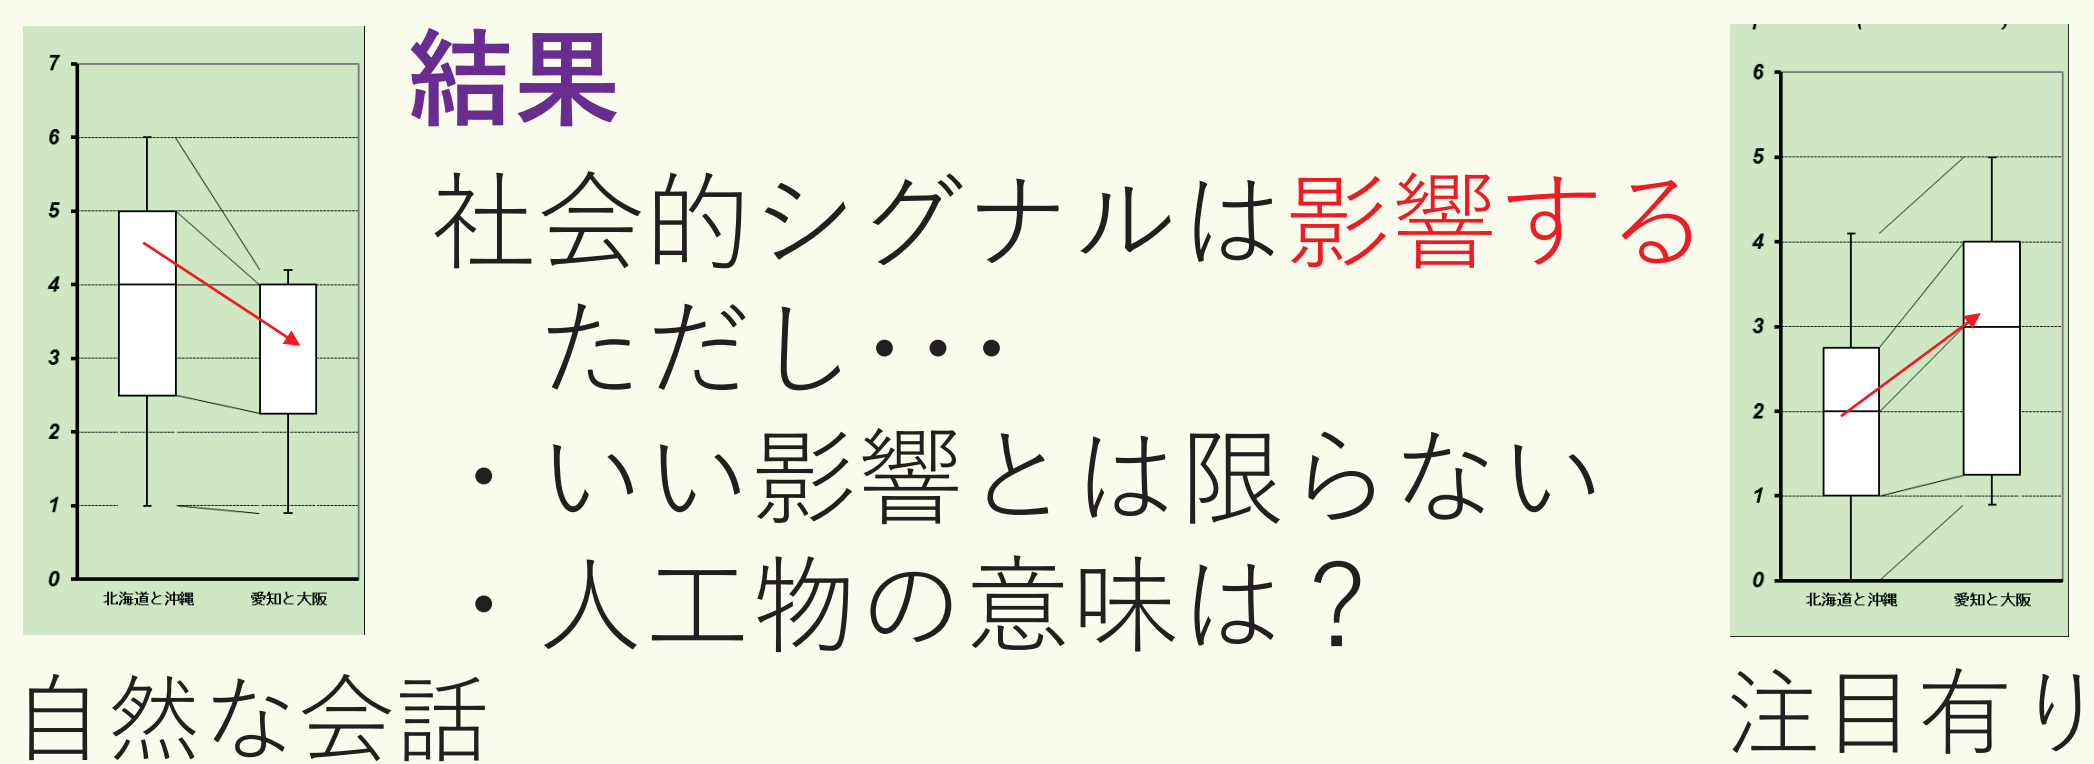 結果
社会的シグナルは影響する
ただし・・・
・いい影響とは限らない
・人工物の意味は？
7
6
5
4
3
2
1
0
北海道と沖縄
愛知と大阪
自然な会話
6
5
4
3
2
1
0
北海道と沖縄
愛知と大阪
注目有り